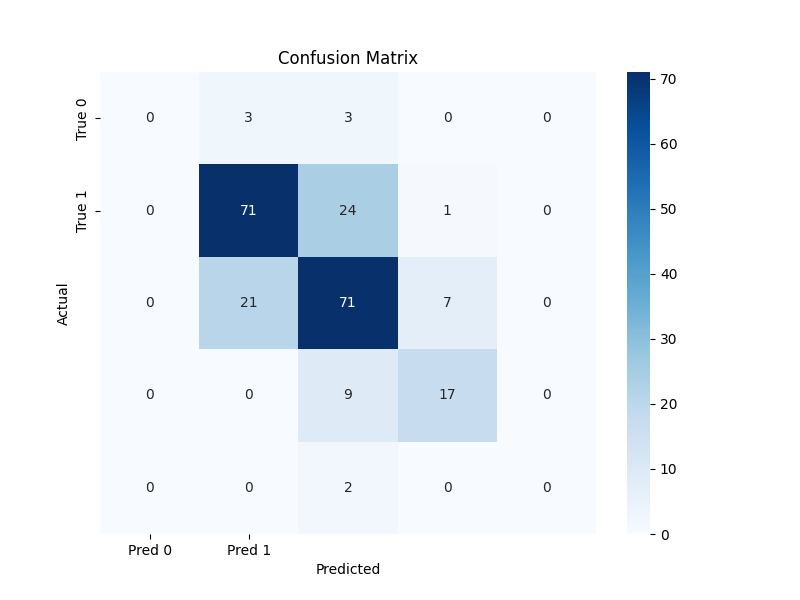 Confusion Matrix
True 0
0 3 3 0 0
True 1
0 71 24 1 0
Actual
0 21 71 7 0
0 0 9 17 0
0 0 2 0 0
Pred 0 Pred 1
Predicted
70
60
50
40
30
20
10
0